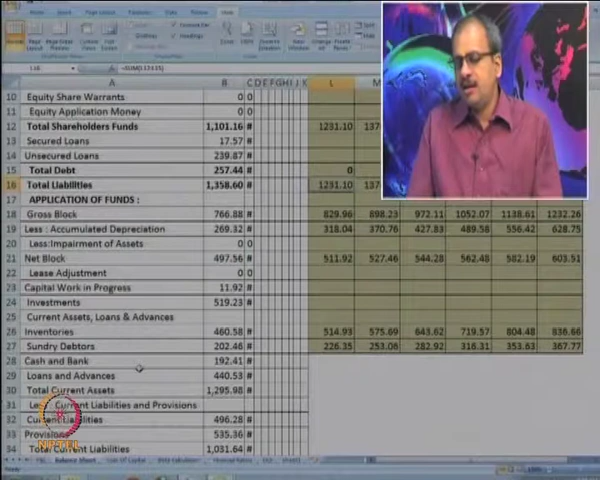 =SUM(L12:L15)
A B C D E F G H I J K L M
10 Equity Share Warrants 0 0
11 Equity Application Money 0 0
12 Total Shareholders Funds 1,101.16 # 1231.10
13 Secured Loans 17.57 #
14 Unsecured Loans 239.87 #
15 Total Debt 257.44 # 0
16 Total Liabilities 1,358.60 # 1231.10
17 APPLICATION OF FUNDS :
18 Gross Block 766.88 # 829.96 898.23 972.11 1052.07 1138.61 1232.26
19 Less : Accumulated Depreciation 269.32 # 318.04 370.76 427.83 489.58 556.42 628.75
20 Less:Impairment of Assets 0 0
21 Net Block 497.56 # 511.92 527.46 544.28 562.48 582.19 603.51
22 Lease Adjustment 0 0
23 Capital Work in Progress 11.92 #
24 Investments 519.23 #
25 Current Assets, Loans & Advances
26 Inventories 460.58 # 514.93 575.69 643.62 719.57 804.48 836.66
27 Sundry Debtors 202.46 # 226.35 253.06 282.92 316.31 353.63 367.77
28 Cash and Bank 192.41 #
29 Loans and Advances 440.53 #
30 Total Current Assets 1,295.98 #
31 Current Liabilities and Provisions
32 Current Liabilities 496.28 #
33 Provisions 535.36 #
34 Total Current Liabilities 1,031.64 #
NPTEL
Balance Sheet